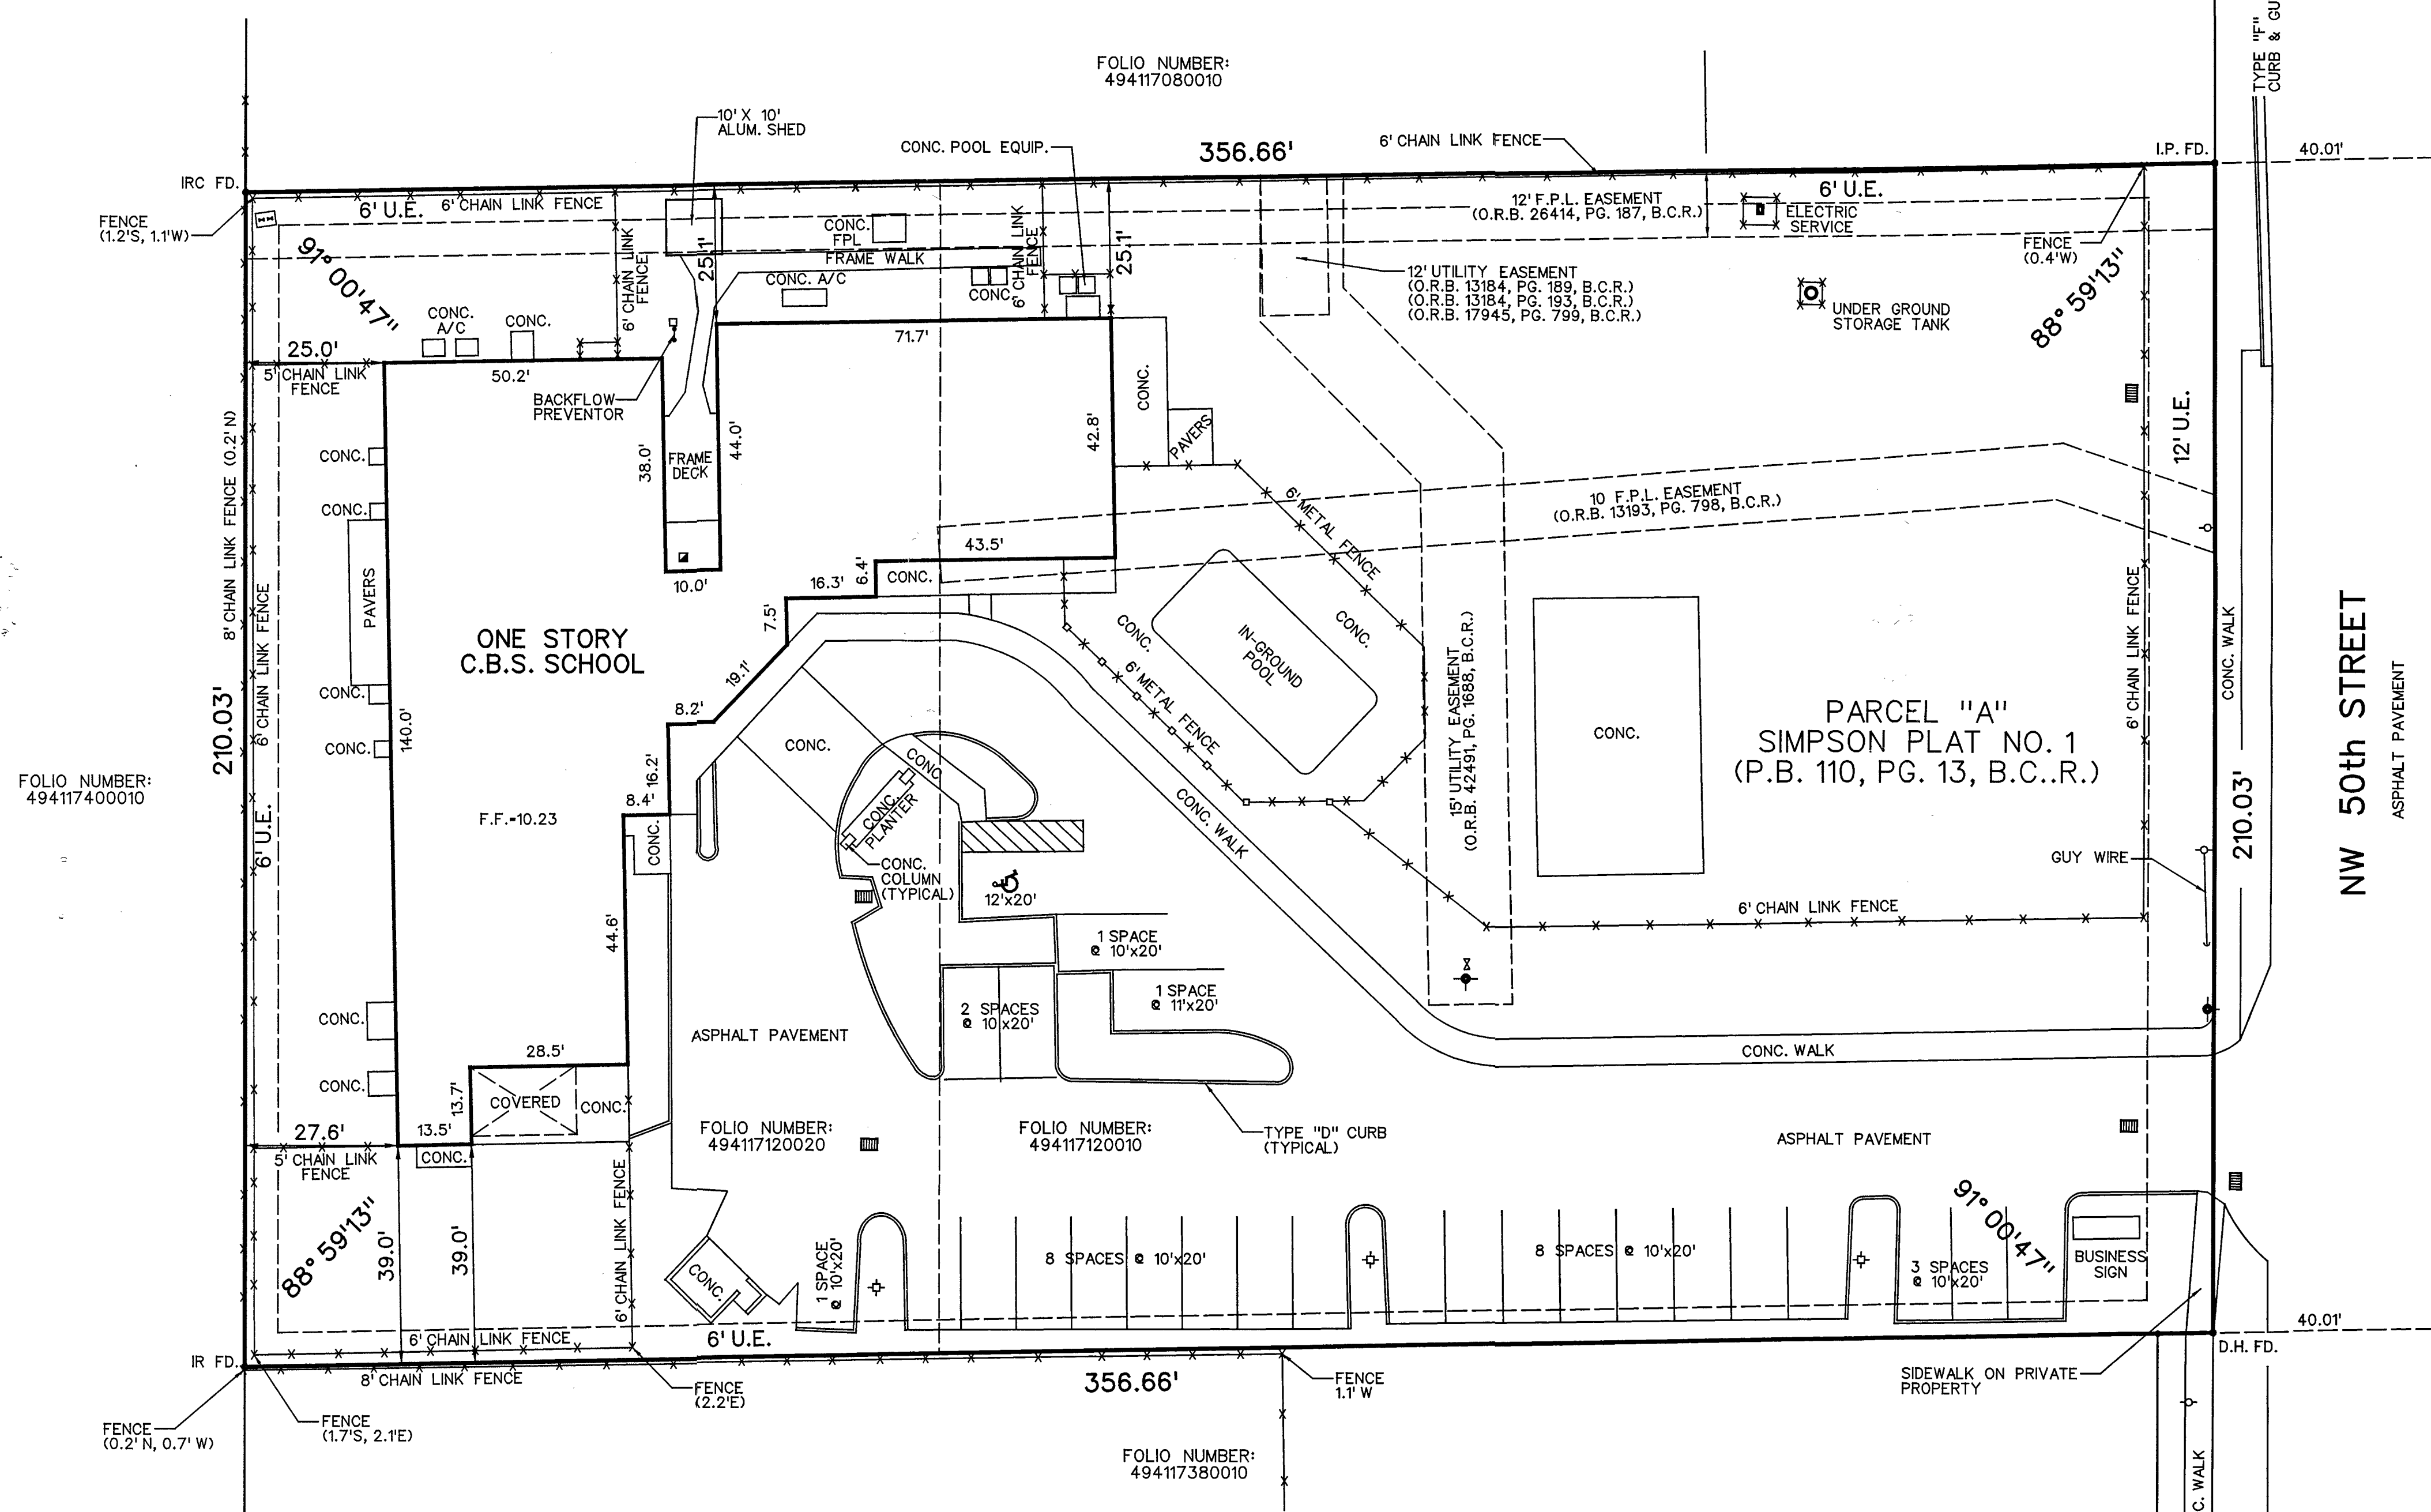 TYPE "F"
CURB & GU
FOLIO NUMBER:
494117080010
10' X 10'
ALUM. SHED
CONC. POOL EQUIP.
356.66'
6' CHAIN LINK FENCE
I.P. FD.
40.01'
IRC FD.
6' U.E.
6' CHAIN LINK FENCE
FENCE
(1.2'S, 1.1'W)
91° 00'47"
6' CHAIN LINK
FENCE
25.1'
CONC.
FPL
FRAME WALK
CONC. A/C
CONC.
6' CHAIN LINK
FENCE
25.1'
12' F.P.L. EASEMENT
(O.R.B. 26414, PG. 187, B.C.R.)
6' U.E.
ELECTRIC
SERVICE
FENCE
(0.4'W)
88° 59'13"
12' UTILITY EASEMENT
(O.R.B. 13184, PG. 189, B.C.R.)
(O.R.B. 13184, PG. 193, B.C.R.)
(O.R.B. 17945, PG. 799, B.C.R.)
UNDER GROUND
STORAGE TANK
CONC.
A/C
CONC.
25.0'
5' CHAIN LINK
FENCE
50.2'
71.7'
BACKFLOW
PREVENTOR
38.0'
FRAME
DECK
44.0'
42.8'
CONC.
PAVERS
12' U.E.
8' CHAIN LINK FENCE (0.2' N)
CONC.
CONC.
PAVERS
CONC.
CONC.
6' CHAIN LINK FENCE
10 F.P.L. EASEMENT
(O.R.B. 13193, PG. 798, B.C.R.)
6' METAL FENCE
43.5'
6.4'
16.3'
CONC.
10.0'
7.5'
ONE STORY
C.B.S. SCHOOL
19.1'
8.2'
CONC.
IN-GROUND
POOL
CONC.
6' METAL FENCE
15' UTILITY EASEMENT
(O.R.B. 42491, PG. 1688, B.C.R.)
CONC.
PARCEL "A"
SIMPSON PLAT NO. 1
(P.B. 110, PG. 13, B.C..R.)
6' CHAIN LINK FENCE
CONC. WALK
NW 50th STREET
ASPHALT PAVEMENT
210.03'
210.03'
140.0'
FOLIO NUMBER:
494117400010
6' U.E.
F.F.=10.23
16.2'
8.4'
CONC.
CONC.
CONC.
CONC.
PLANTER
CONC.
COLUMN
(TYPICAL)
CONC. WALK
GUY WIRE
12'x20'
6' CHAIN LINK FENCE
44.6'
1 SPACE
@ 10'x20'
1 SPACE
@ 11'x20'
2 SPACES
@ 10'x20'
CONC.
CONC.
ASPHALT PAVEMENT
CONC. WALK
28.5'
13.7'
COVERED
CONC.
27.6'
13.5'
5' CHAIN LINK
FENCE
CONC.
FOLIO NUMBER:
494117120020
FOLIO NUMBER:
494117120010
TYPE "D" CURB
(TYPICAL)
ASPHALT PAVEMENT
88° 59'13"
39.0'
39.0'
6' CHAIN LINK FENCE
CONC.
1 SPACE
@ 10'x20'
8 SPACES @ 10'x20'
8 SPACES @ 10'x20'
91° 00'47"
3 SPACES
@ 10'x20'
BUSINESS
SIGN
6' CHAIN LINK FENCE
6' U.E.
40.01'
IR FD.
D.H. FD.
8' CHAIN LINK FENCE
FENCE
(2.2'E)
356.66'
FENCE
1.1' W
SIDEWALK ON PRIVATE
PROPERTY
FENCE
(1.7'S, 2.1'E)
FENCE
(0.2' N, 0.7' W)
FOLIO NUMBER:
494117380010
C. WALK